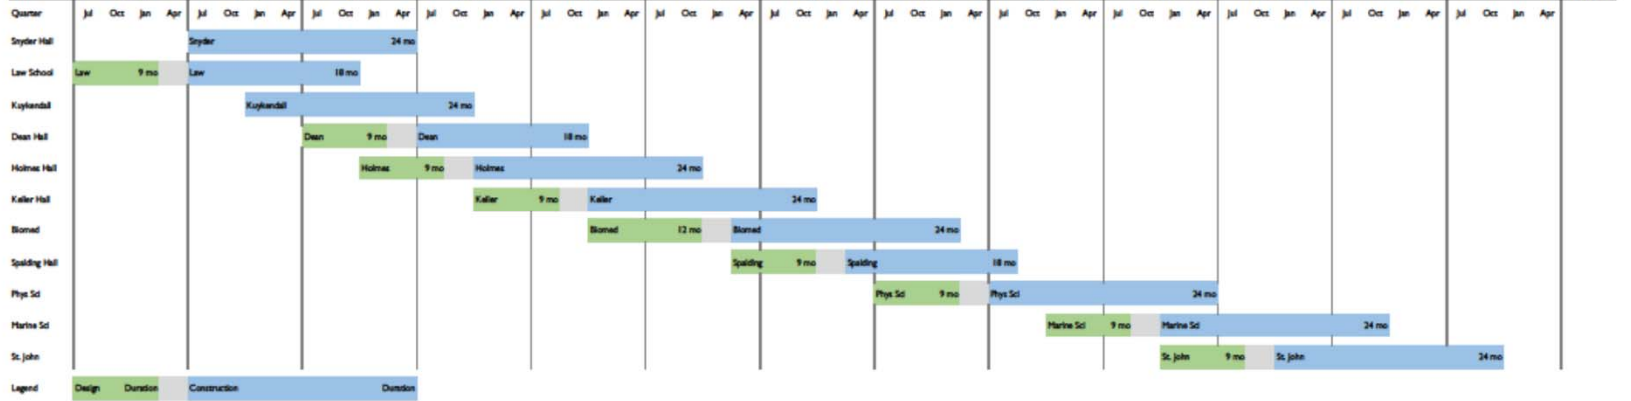 Quarter Jul Oct Jan Apr Jul Oct Jan Apr Jul Oct Jan Apr Jul Oct Jan Apr Jul Oct Jan Apr Jul Oct Jan Apr Jul Oct Jan Apr Jul Oct Jan Apr Jul Oct Jan Apr Jul Oct Jan Apr Jul Oct Jan Apr Jul Oct Jan Apr Jul Oct Jan Apr
Snyder Hall Snyder 24 mo
Law School Law 9 mo Law 18 mo
Kuykendall Kuykendall 24 mo
Dean Hall Dean 9 mo Dean 18 mo
Holmes Hall Holmes 9 mo Holmes 24 mo
Keller Hall Keller 9 mo Keller 24 mo
Biomed Biomed 12 mo Biomed 24 mo
Spalding Hall Spalding 9 mo Spalding 18 mo
Phys Sci Phys Sci 9 mo Phys Sci 24 mo
Marine Sci Marine Sci 9 mo Marine Sci 24 mo
St. John St. John 9 mo St. John 24 mo
Legend Design Duration Construction Duration